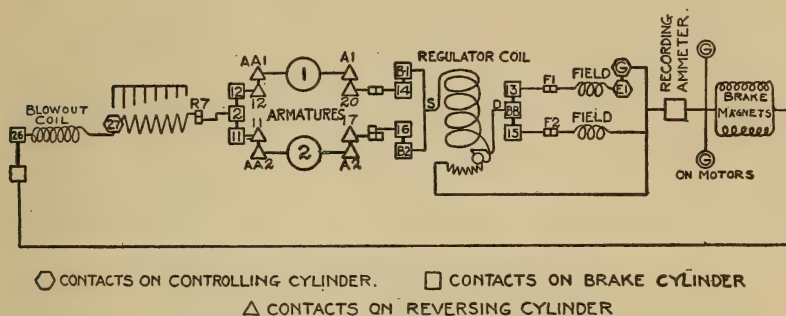 BLOWOUT
COIL
26
27
R7
12
2
11
AA1
12
11
AA2
1
ARMATURES
2
A1
20
17
A2
B1
14
16
B2
REGULATOR COIL
S
D
13
BB
15
F1
F2
FIELD
FIELD
G
E1
RECORDING
AMMETER.
G
BRAKE
MAGNETS
G
ON MOTORS
CONTACTS ON CONTROLLING CYLINDER.
CONTACTS ON BRAKE CYLINDER
CONTACTS ON REVERSING CYLINDER